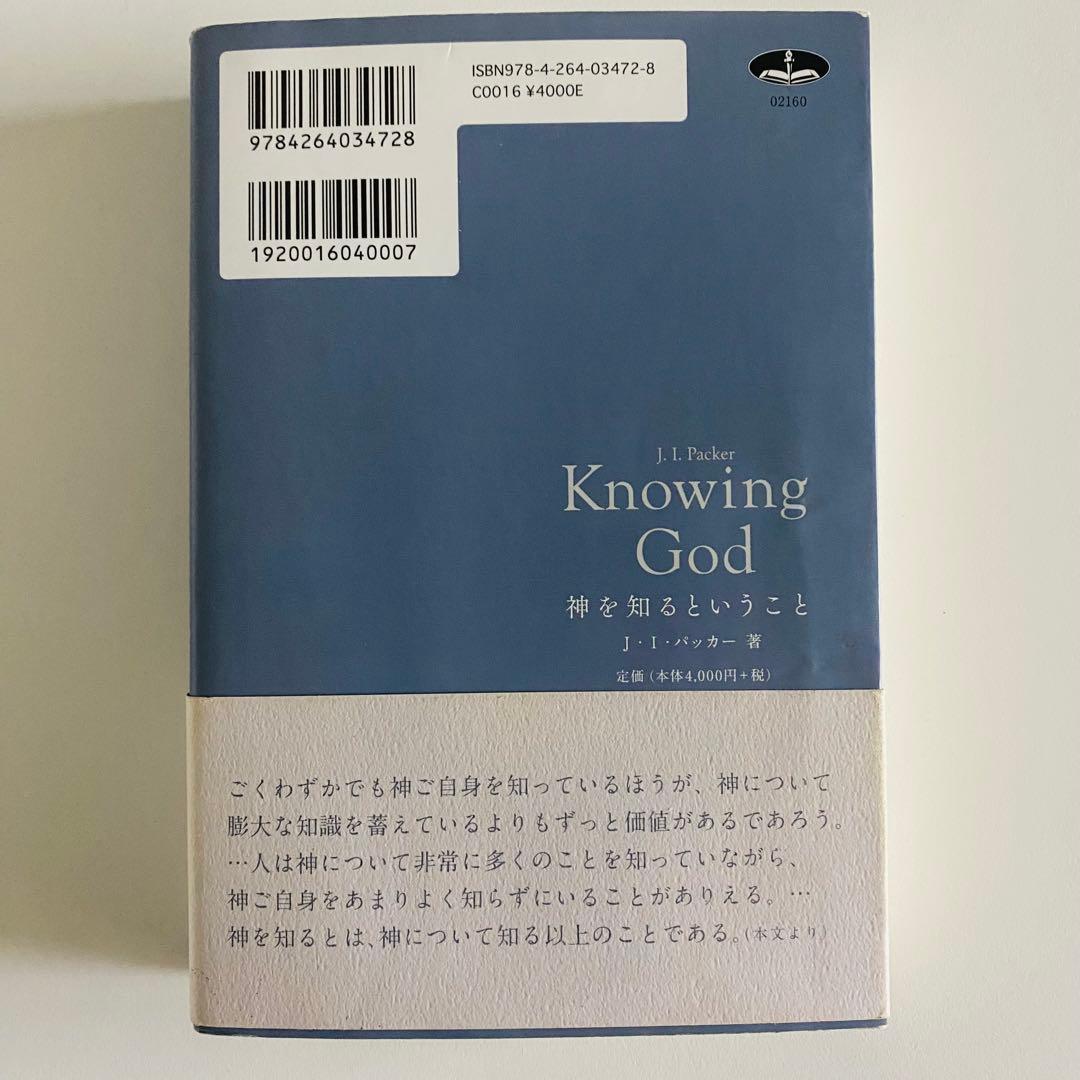 ISBN978-4-264-03472-8
C0016 ¥4000E
9784264034728
1920016040007
02160
J. I. Packer
Knowing
God
神を知るということ
J・I・パッカー 著
定価（本体4,000円+税）
ごくわずかでも神ご自身を知っているほうが、神について
膨大な知識を蓄えているよりもずっと価値があるであろう。
…人は神について非常に多くのことを知っていながら、
神ご自身をあまりよく知らずにいることがありえる。…
神を知るとは、神について知る以上のことである。（本文より）